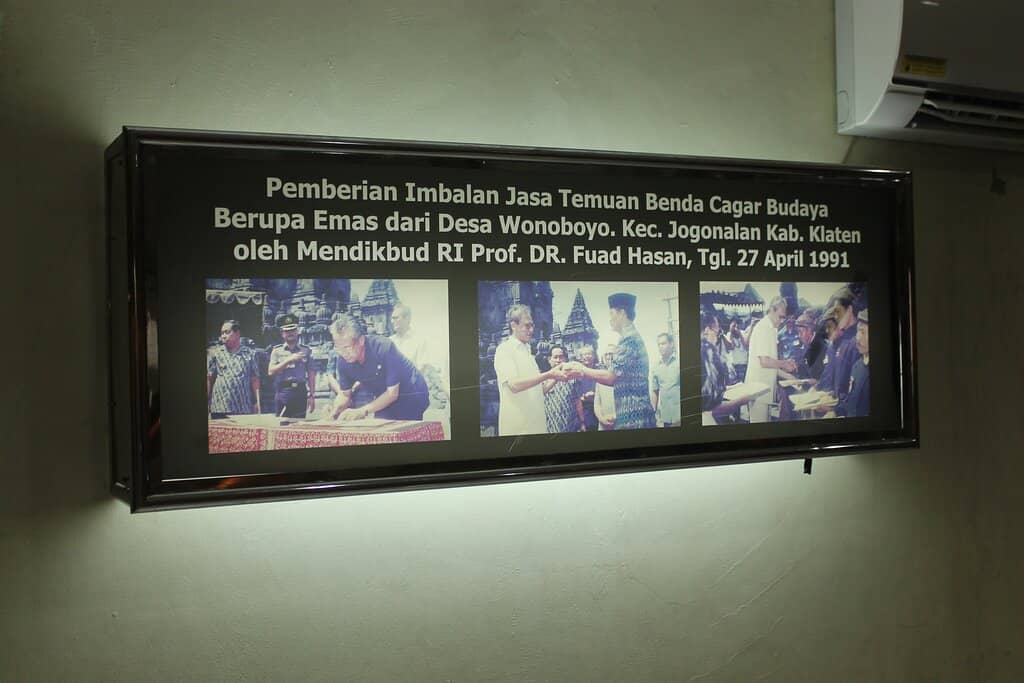 Pemberian Imbalan Jasa Temuan Benda Cagar Budaya
Berupa Emas dari Desa Wonoboyo. Kec. Jogonalan Kab. Klaten
oleh Mendikbud RI Prof. DR. Fuad Hasan, Tgl. 27 April 1991